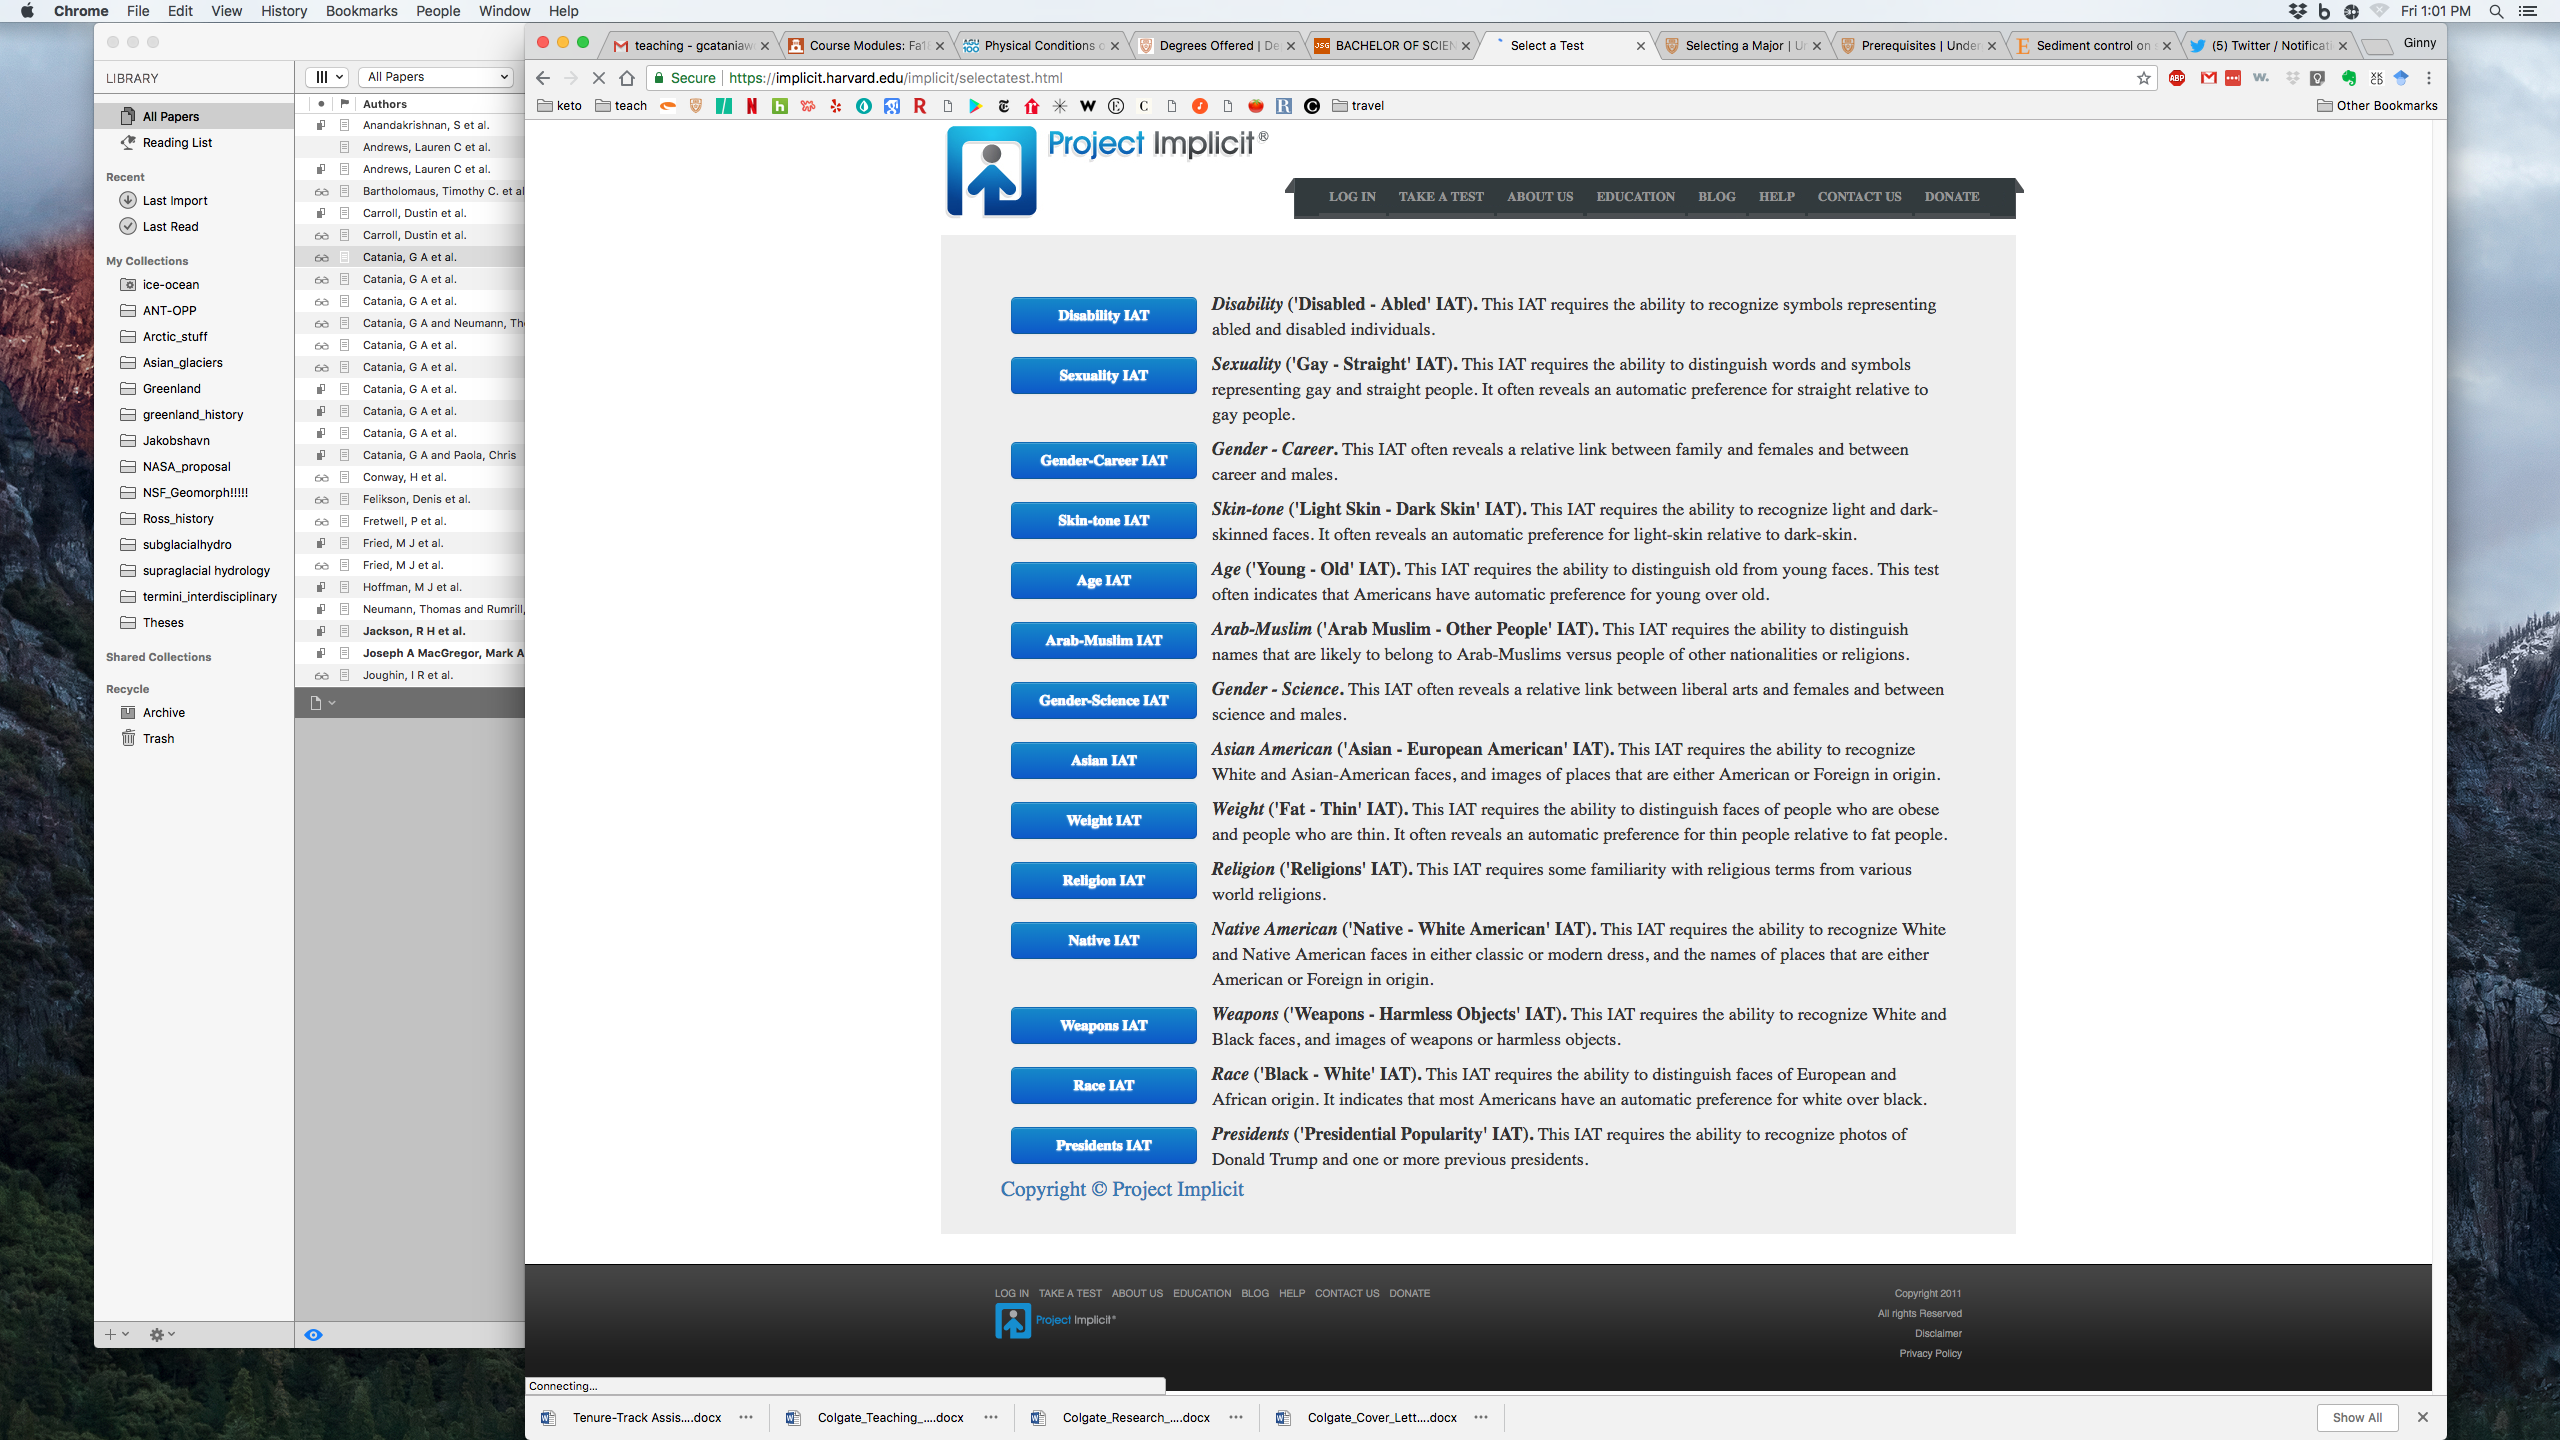 Chrome File Edit View History Bookmarks People Window Help
Fri 1:01 PM
LIBRARY
All Papers
Reading List
Recent
Last Import
Last Read
My Collections
ice-ocean
ANT-OPP
Arctic_stuff
Asian_glaciers
Greenland
greenland_history
Jakobshavn
NASA_proposal
NSF_Geomorph!!!!!
Ross_history
subglacialhydro
supraglacial hydrology
termini_interdisciplinary
Theses
Shared Collections
Recycle
Archive
Trash
All Papers
Authors
Anandakrishnan, S et al.
Andrews, Lauren C et al.
Andrews, Lauren C et al.
Bartholomaus, Timothy C. et al
Carroll, Dustin et al.
Carroll, Dustin et al.
Catania, G A et al.
Catania, G A et al.
Catania, G A et al.
Catania, G A and Neumann, Th
Catania, G A et al.
Catania, G A et al.
Catania, G A et al.
Catania, G A et al.
Catania, G A et al.
Catania, G A and Paola, Chris
Conway, H et al.
Felikson, Denis et al.
Fretwell, P et al.
Fried, M J et al.
Fried, M J et al.
Hoffman, M J et al.
Neumann, Thomas and Rumrill,
Jackson, R H et al.
Joseph A MacGregor, Mark A
Joughin, I R et al.
teaching - gcataniaw
Course Modules: Fa1
Physical Conditions o
Degrees Offered | De
BACHELOR OF SCIEN
Select a Test
Selecting a Major | U
Prerequisites | Under
Sediment control on
(5) Twitter / Notificati
Ginny
Secure https://implicit.harvard.edu/implicit/selectatest.html
keto teach travel Other Bookmarks
Project Implicit®
LOG IN TAKE A TEST ABOUT US EDUCATION BLOG HELP CONTACT US DONATE
Disability IAT
Disability ('Disabled - Abled' IAT). This IAT requires the ability to recognize symbols representing
abled and disabled individuals.
Sexuality IAT
Sexuality ('Gay - Straight' IAT). This IAT requires the ability to distinguish words and symbols
representing gay and straight people. It often reveals an automatic preference for straight relative to
gay people.
Gender-Career IAT
Gender - Career. This IAT often reveals a relative link between family and females and between
career and males.
Skin-tone IAT
Skin-tone ('Light Skin - Dark Skin' IAT). This IAT requires the ability to recognize light and dark-
skinned faces. It often reveals an automatic preference for light-skin relative to dark-skin.
Age IAT
Age ('Young - Old' IAT). This IAT requires the ability to distinguish old from young faces. This test
often indicates that Americans have automatic preference for young over old.
Arab-Muslim IAT
Arab-Muslim ('Arab Muslim - Other People' IAT). This IAT requires the ability to distinguish
names that are likely to belong to Arab-Muslims versus people of other nationalities or religions.
Gender-Science IAT
Gender - Science. This IAT often reveals a relative link between liberal arts and females and between
science and males.
Asian IAT
Asian American ('Asian - European American' IAT). This IAT requires the ability to recognize
White and Asian-American faces, and images of places that are either American or Foreign in origin.
Weight IAT
Weight ('Fat - Thin' IAT). This IAT requires the ability to distinguish faces of people who are obese
and people who are thin. It often reveals an automatic preference for thin people relative to fat people.
Religion IAT
Religion ('Religions' IAT). This IAT requires some familiarity with religious terms from various
world religions.
Native IAT
Native American ('Native - White American' IAT). This IAT requires the ability to recognize White
and Native American faces in either classic or modern dress, and the names of places that are either
American or Foreign in origin.
Weapons IAT
Weapons ('Weapons - Harmless Objects' IAT). This IAT requires the ability to recognize White and
Black faces, and images of weapons or harmless objects.
Race IAT
Race ('Black - White' IAT). This IAT requires the ability to distinguish faces of European and
African origin. It indicates that most Americans have an automatic preference for white over black.
Presidents IAT
Presidents ('Presidential Popularity' IAT). This IAT requires the ability to recognize photos of
Donald Trump and one or more previous presidents.
Copyright © Project Implicit
LOG IN TAKE A TEST ABOUT US EDUCATION BLOG HELP CONTACT US DONATE
Project Implicit®
Copyright 2011
All rights Reserved
Disclaimer
Privacy Policy
Connecting...
Tenure-Track Assis....docx
Colgate_Teaching_....docx
Colgate_Research_....docx
Colgate_Cover_Lett....docx
Show All